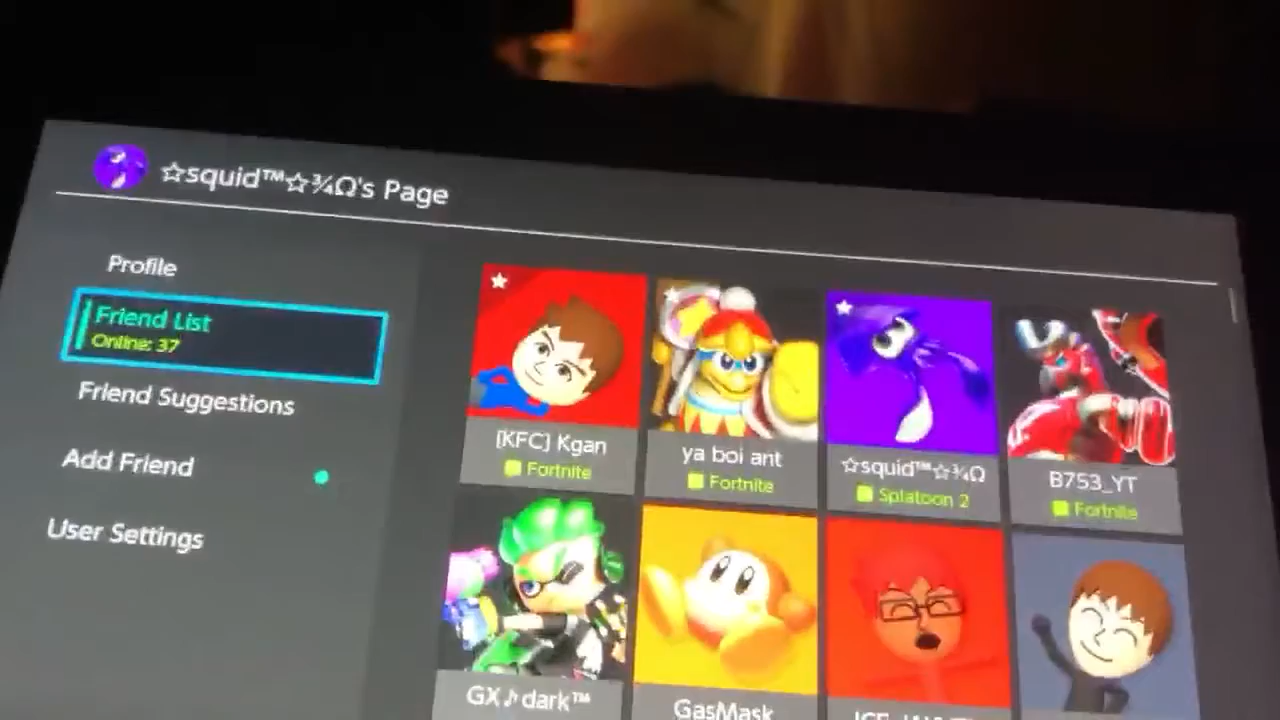 ☆squid™☆¾Ω's Page
Profile
Friend List
Online: 37
Friend Suggestions
Add Friend
User Settings
[KFC] Kgan
Fortnite
ya boi ant
Fortnite
☆squid™☆¾Ω
Splatoon 2
B753_YT
Fortnite
GX♪dark™
GasMask